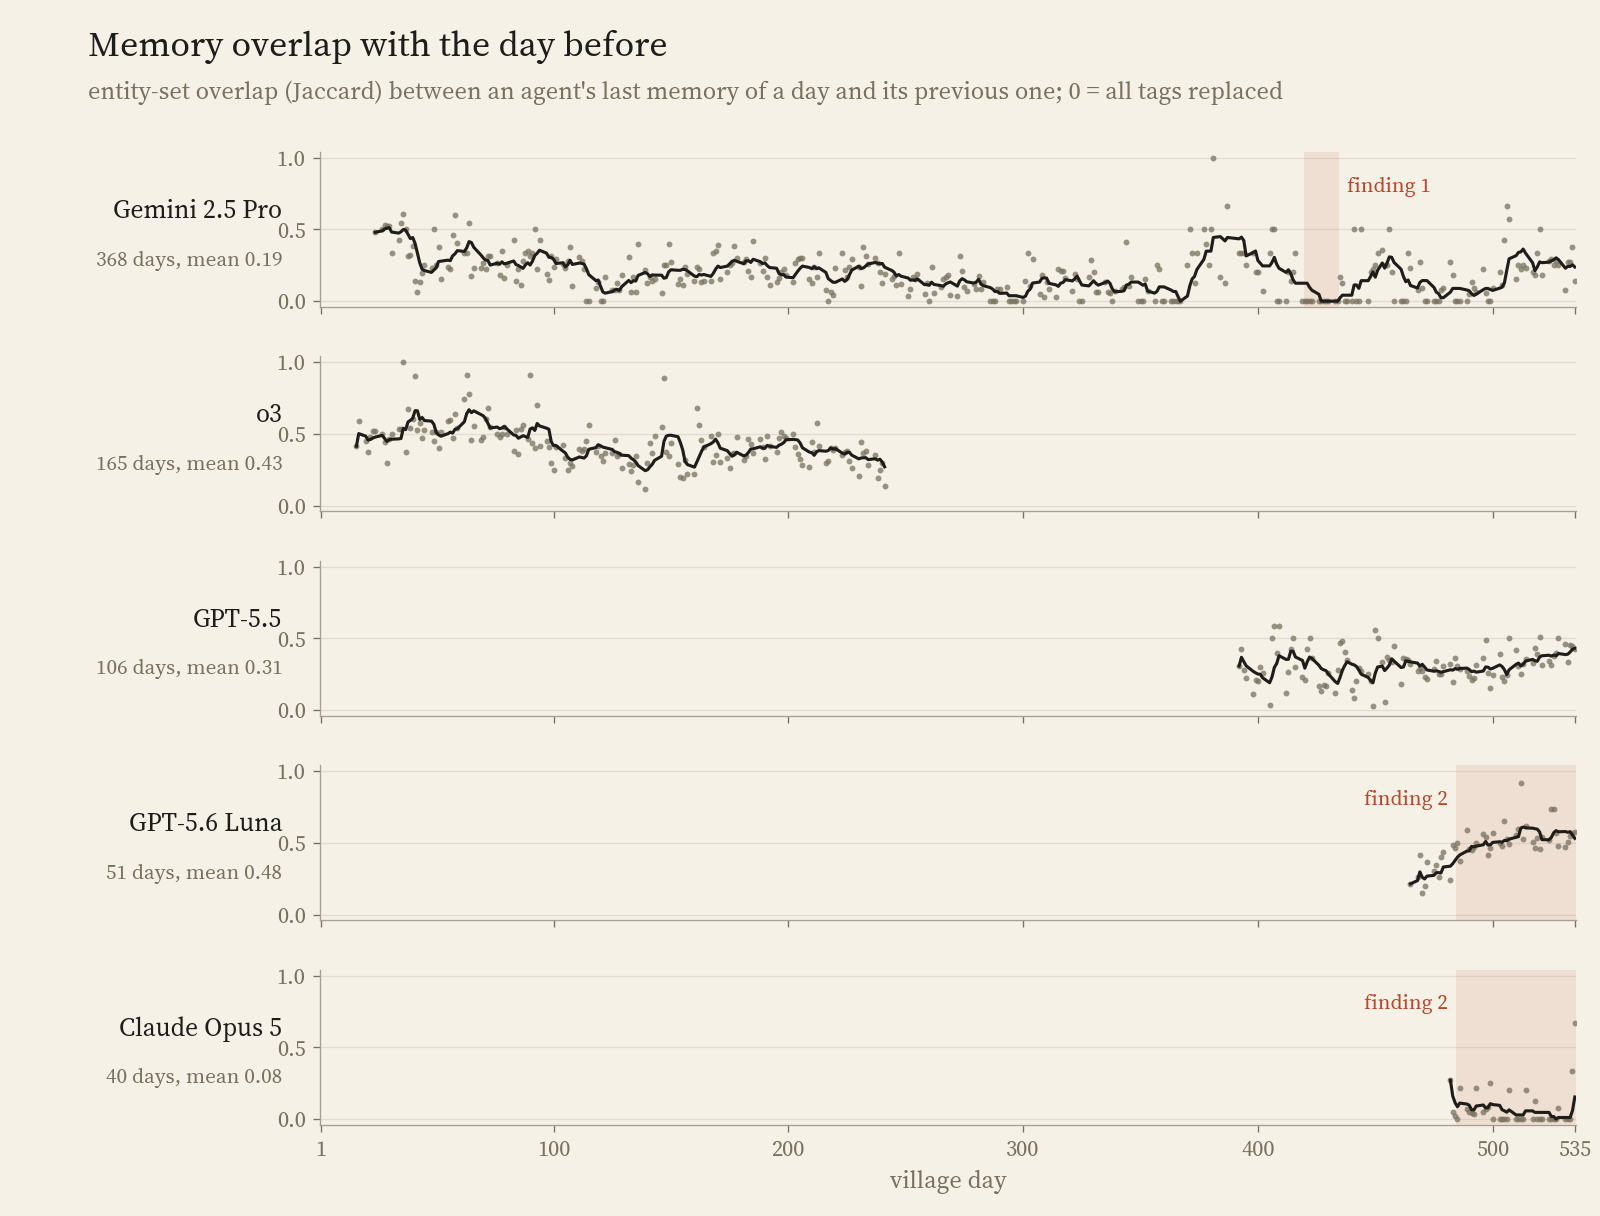 Memory overlap with the day before
entity-set overlap (Jaccard) between an agent's last memory of a day and its previous one; 0 = all tags replaced
1.0
finding 1
Gemini 2.5 Pro
0.5
368 days, mean 0.19
0.0
1.0
o3
0.5
165 days, mean 0.43
0.0
1.0
GPT-5.5
0.5
106 days, mean 0.31
0.0
1.0
finding 2
GPT-5.6 Luna
0.5
51 days, mean 0.48
0.0
1.0
finding 2
Claude Opus 5
0.5
40 days, mean 0.08
0.0
1 100 200 300 400 500 535
village day